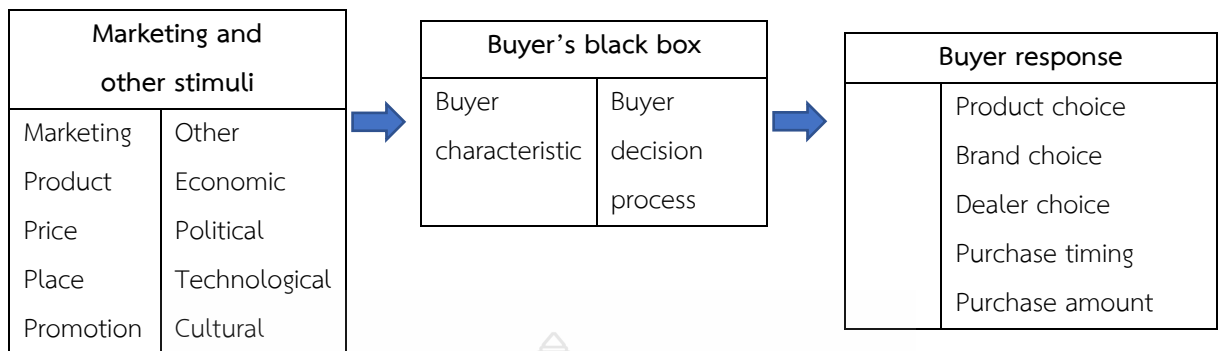 Marketing and
other stimuli
Marketing
Product
Price
Place
Promotion
Other
Economic
Political
Technological
Cultural
Buyer's black box
Buyer
characteristic
Buyer
decision
process
Buyer response
Product choice
Brand choice
Dealer choice
Purchase timing
Purchase amount